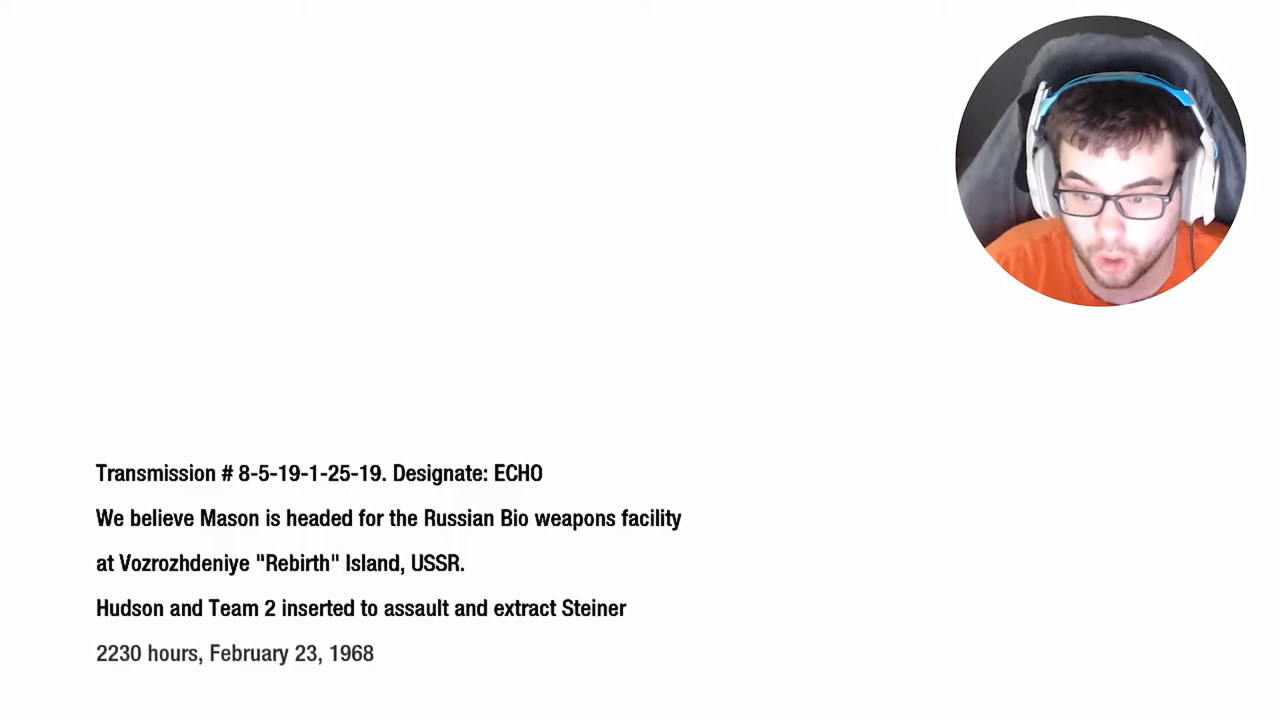 Transmission # 8-5-19-1-25-19. Designate: ECHO
We believe Mason is headed for the Russian Bio weapons facility
at Vozrozhdeniye "Rebirth" Island, USSR.
Hudson and Team 2 inserted to assault and extract Steiner
2230 hours, February 23, 1968